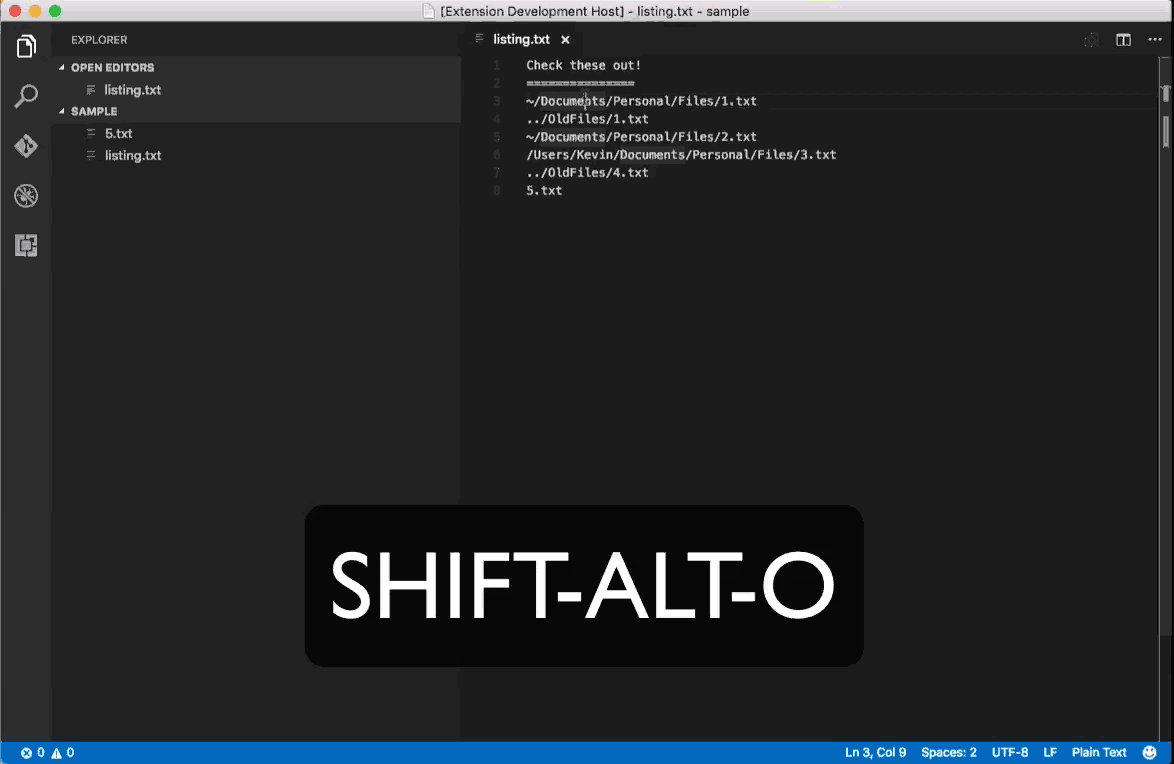 [Extension Development Host] - listing.txt - sample
EXPLORER
OPEN EDITORS
listing.txt
SAMPLE
5.txt
listing.txt
listing.txt
1 Check these out!
2 ===============
3 ~/Documents/Personal/Files/1.txt
4 ../OldFiles/1.txt
5 ~/Documents/Personal/Files/2.txt
6 /Users/Kevin/Documents/Personal/Files/3.txt
7 ../OldFiles/4.txt
8 5.txt
SHIFT-ALT-O
0 0 Ln 3, Col 9 Spaces: 2 UTF-8 LF Plain Text